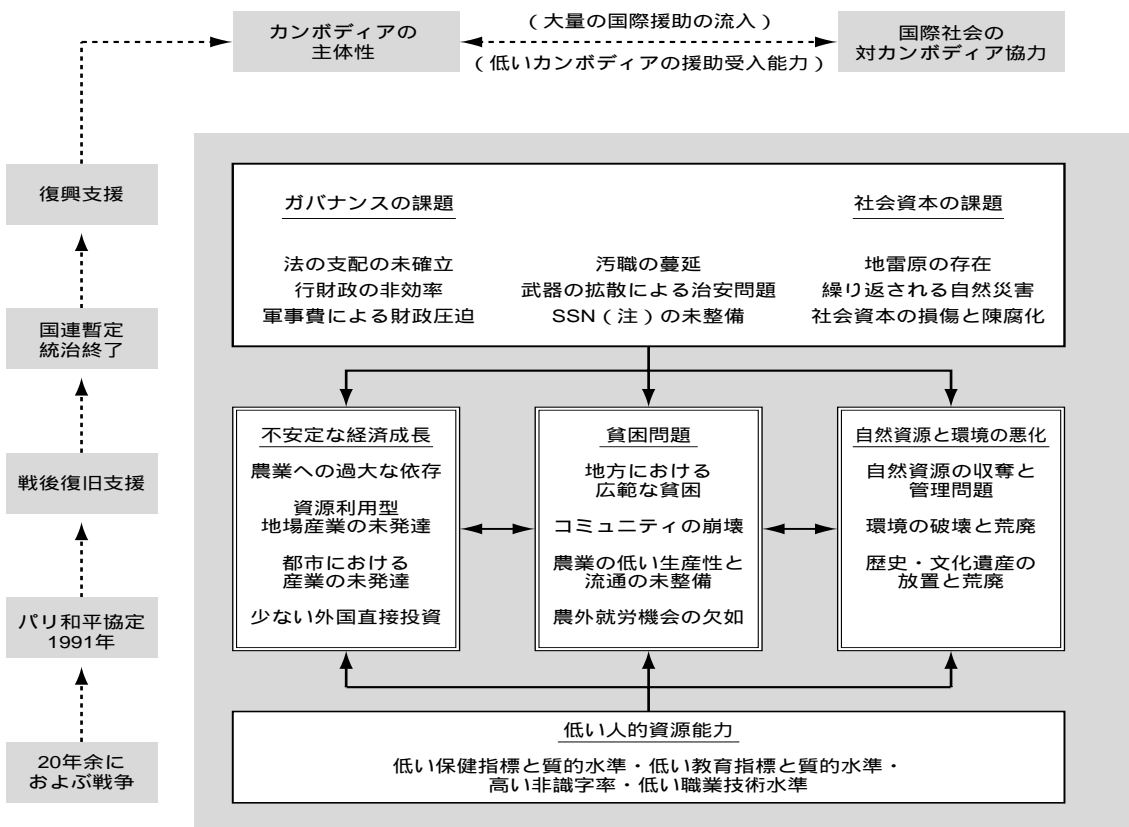 カンボディアの
主体性
（大量の国際援助の流入）
（低いカンボディアの援助受入能力）
国際社会の
対カンボディア協力
復興支援
国連暫定
統治終了
戦後復旧支援
パリ和平協定
1991年
20年余に
およぶ戦争
ガバナンスの課題
社会資本の課題
法の支配の未確立
汚職の蔓延
地雷原の存在
行財政の非効率
武器の拡散による治安問題
繰り返される自然災害
軍事費による財政圧迫
SSN（注）の未整備
社会資本の損傷と陳腐化
不安定な経済成長
農業への過大な依存
資源利用型
地場産業の未発達
都市における
産業の未発達
少ない外国直接投資
貧困問題
地方における
広範な貧困
コミュニティの崩壊
農業の低い生産性と
流通の未整備
農外就労機会の欠如
自然資源と環境の悪化
自然資源の収奪と
管理問題
環境の破壊と荒廃
歴史・文化遺産の
放置と荒廃
低い人的資源能力
低い保健指標と質的水準・低い教育指標と質的水準・
高い非識字率・低い職業技術水準